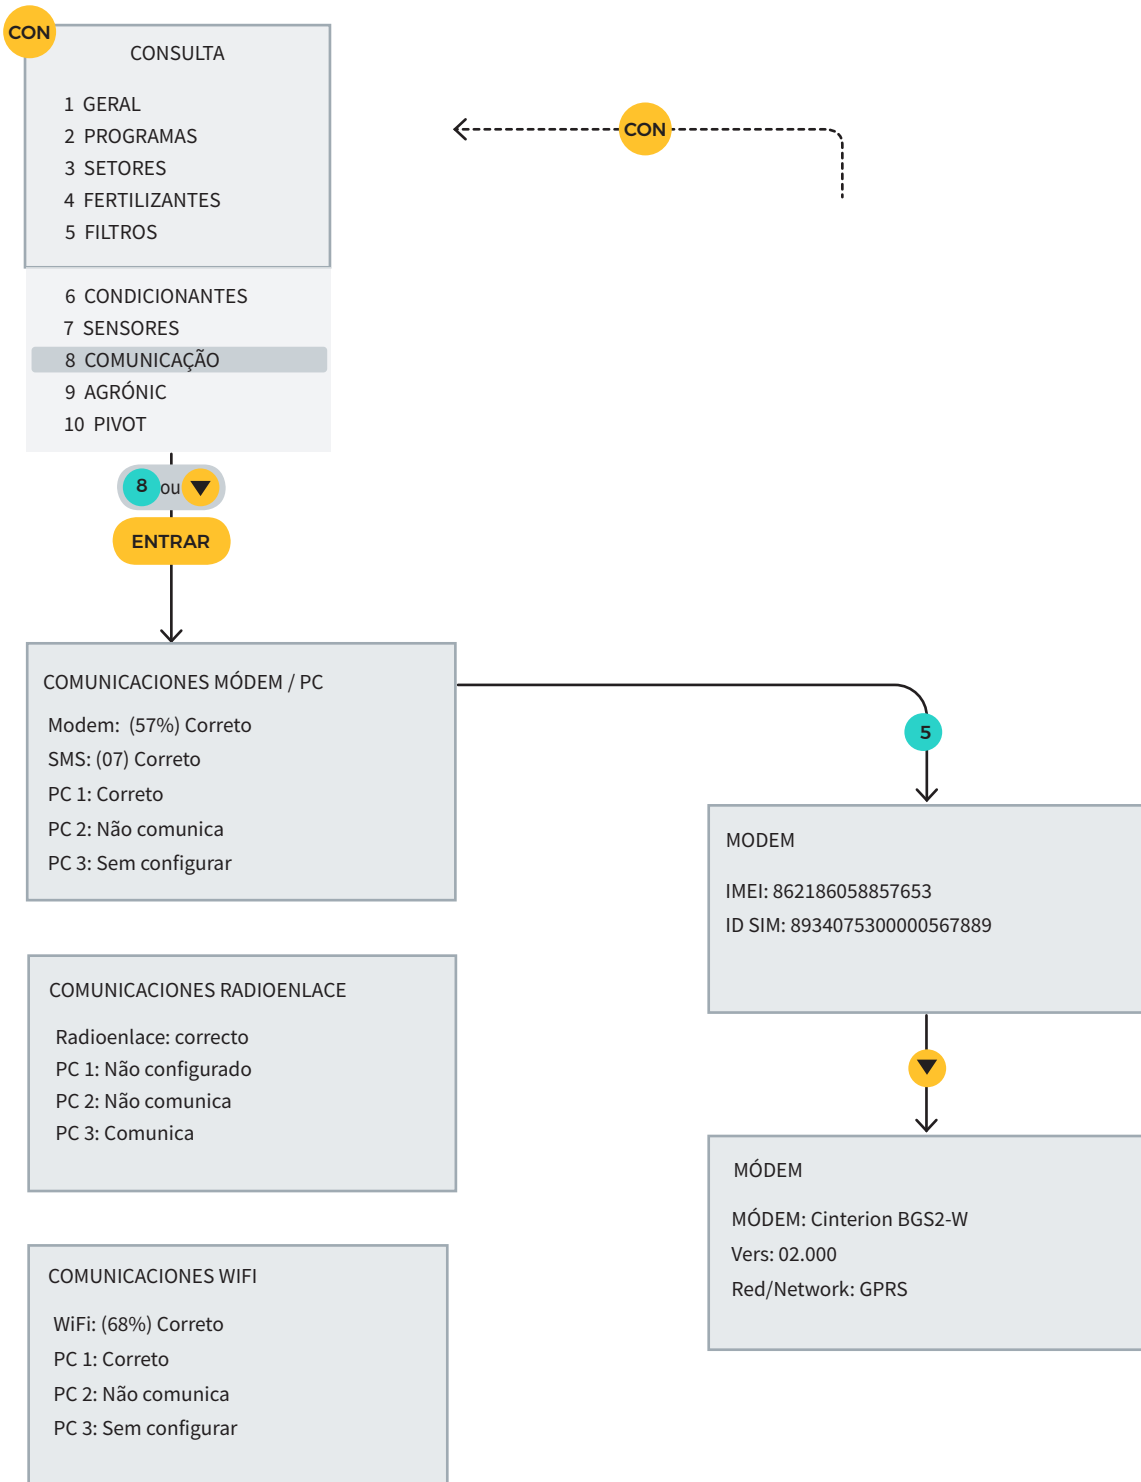 CON
CONSULTA
1 GERAL
2 PROGRAMAS
3 SETORES
4 FERTILIZANTES
5 FILTROS
6 CONDICIONANTES
7 SENSORES
8 COMUNICAÇÃO
9 AGRÓNIC
10 PIVOT
CON
8 ou
ENTRAR
COMUNICACIONES MÓDEM / PC
Modem: (57%) Correto
SMS: (07) Correto
PC 1: Correto
PC 2: Não comunica
PC 3: Sem configurar
5
MODEM
IMEI: 862186058857653
ID SIM: 8934075300000567889
COMUNICACIONES RADIOENLACE
Radioenlace: correcto
PC 1: Não configurado
PC 2: Não comunica
PC 3: Comunica
MÓDEM
MÓDEM: Cinterion BGS2-W
Vers: 02.000
Red/Network: GPRS
COMUNICACIONES WIFI
WiFi: (68%) Correto
PC 1: Correto
PC 2: Não comunica
PC 3: Sem configurar